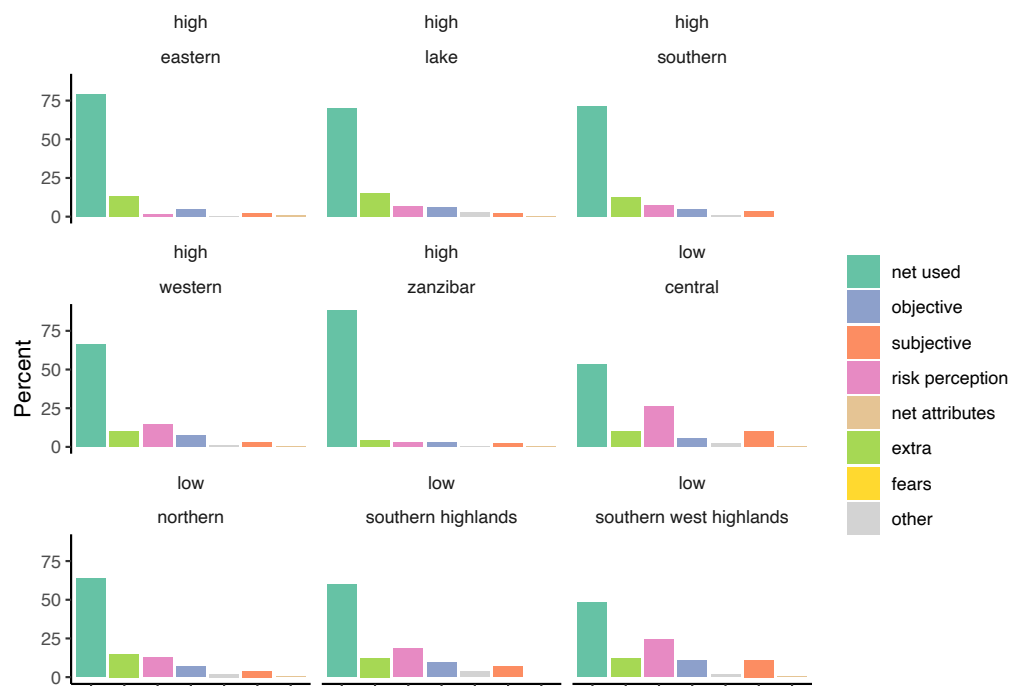 high high high
eastern lake southern
75
50
25
0
high high low
western zanzibar central
75
50
25
0
Percent
low low low
northern southern highlands southern west highlands
75
50
25
0
net used
objective
subjective
risk perception
net attributes
extra
fears
other